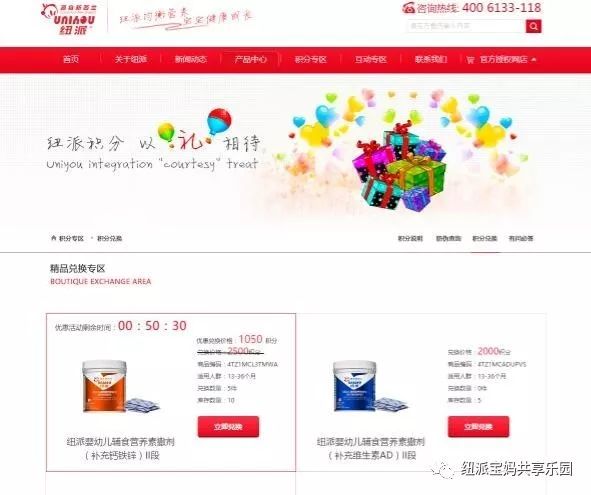 UNIAOU
纽派
纽派均衡营养 宝宝健康成长
咨询热线: 400 6133-118
首页 关于纽派 新闻动态 产品中心 积分专区 互动专区 联系我们 官方授权网店
纽派积分 以"礼"相待
Uniyou integration "courtesy" treat
积分专区 • 积分兑换
积分说明 防伪查询 积分兑换 有问必答
精品兑换专区
BOUTIQUE EXCHANGE AREA
优惠活动剩余时间：00 : 50 : 30
优惠兑换价格：1050 积分
兑换价格：2500积分
商品编码：4TZ1MCL3TMWA
适用人群：13-36个月
兑换数量：5件
库存数量：10
立即兑换
纽派婴幼儿辅食营养素撒剂
（补充钙铁锌）II段
兑换价格：2000积分
商品编码：4TZ1MCADUPVS
适用人群：13-36个月
兑换数量：0件
库存数量：5
立即兑换
纽派婴幼儿辅食营养素撒剂
（补充维生素AD）II段
纽派宝妈共享乐园